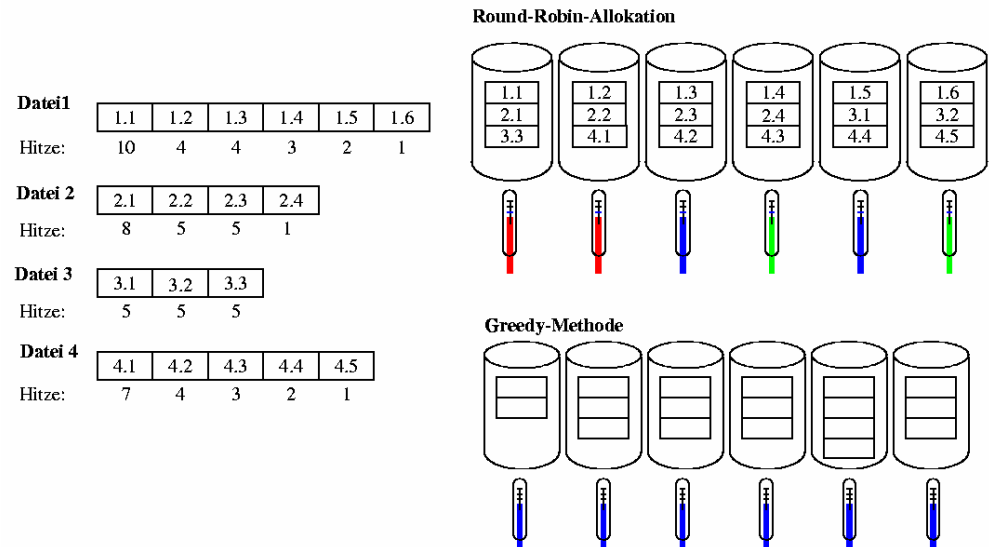 Datei1
1.1 1.2 1.3 1.4 1.5 1.6
Hitze: 10 4 4 3 2 1
Datei 2
2.1 2.2 2.3 2.4
Hitze: 8 5 5 1
Datei 3
3.1 3.2 3.3
Hitze: 5 5 5
Datei 4
4.1 4.2 4.3 4.4 4.5
Hitze: 7 4 3 2 1
Round-Robin-Allokation
1.1 1.2 1.3 1.4 1.5 1.6
2.1 2.2 2.3 2.4 3.1 3.2
3.3 4.1 4.2 4.3 4.4 4.5
Greedy-Methode